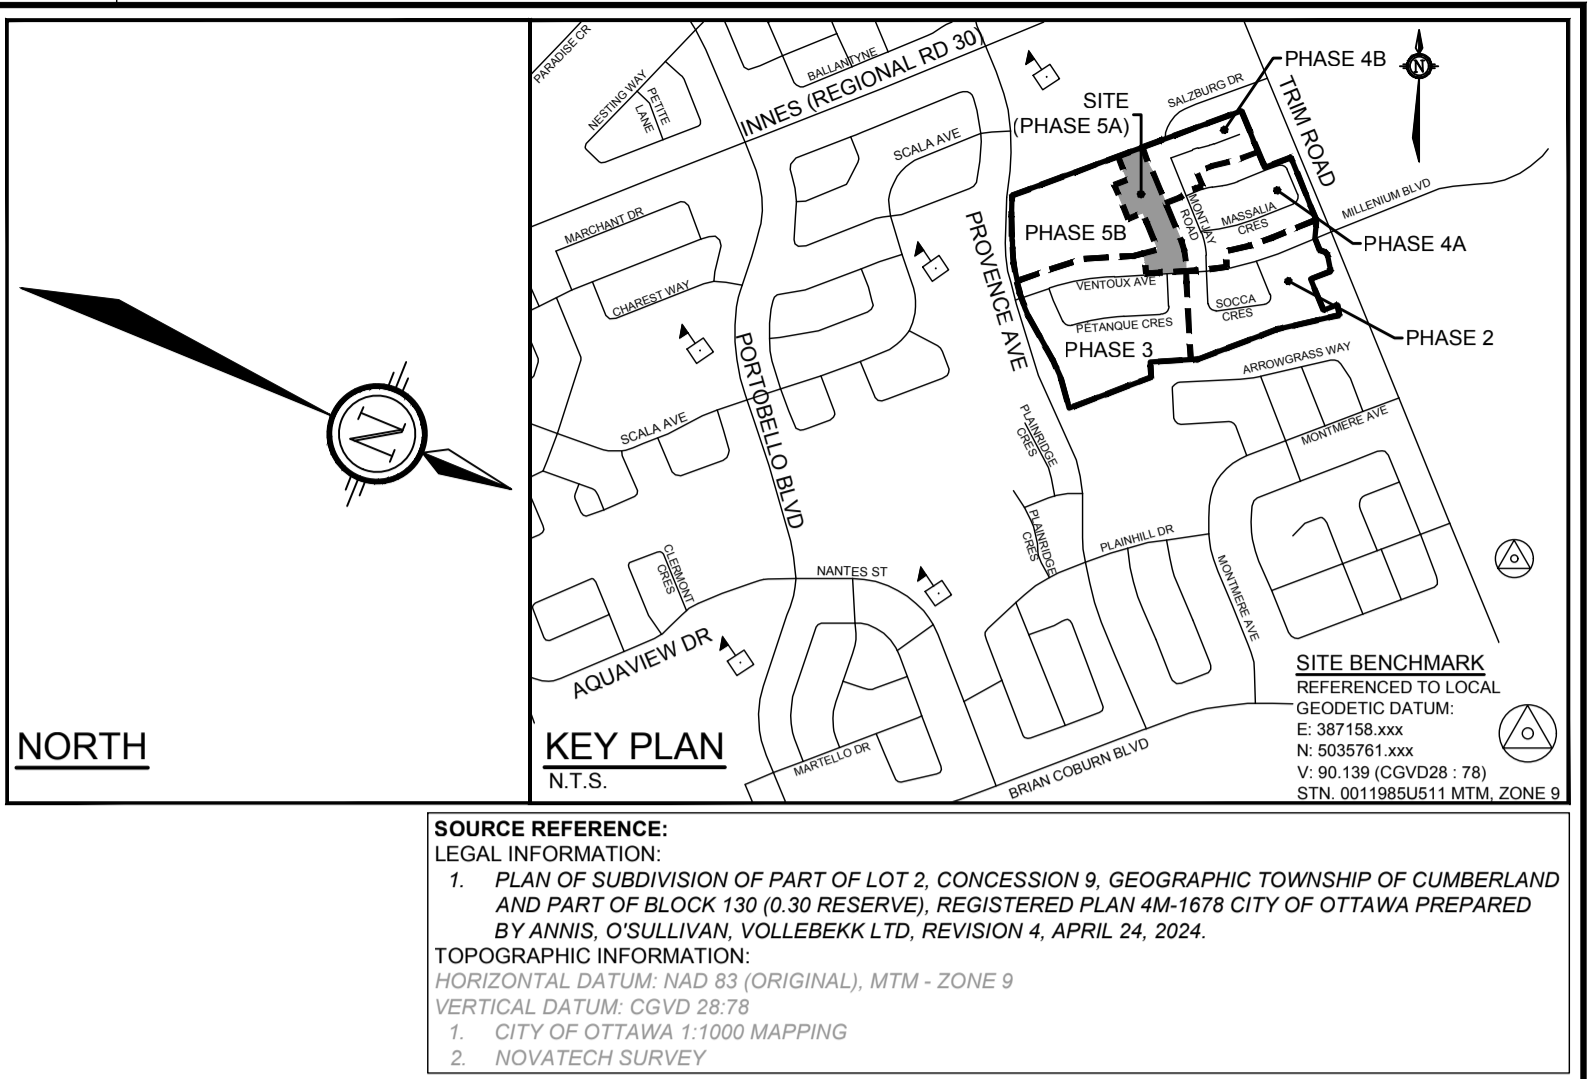 N
NORTH
PARADISE CR
NESTING WAY
PETITE
LANE
BALLANTYNE
INNES (REGIONAL RD 30)
SCALA AVE
MARCHANT DR
CHAREST WAY
SCALA AVE
PORTOBELLO BLVD
PROVENCE AVE
SITE
(PHASE 5A)
SALZBURG DR
PHASE 4B
TRIM ROAD
N
MILLENIUM BLVD
MONTJAY
ROAD
MASSALIA
CRES
PHASE 4A
PHASE 5B
VENTOUX AVE
PETANQUE CRES
SOCCA
CRES
PHASE 3
PHASE 2
ARROWGRASS WAY
MONTMERE AVE
PLAINRIDGE
CRES
PLAINRIDGE
CRES
PLAINHILL DR
MONTMERE AVE
CLERMONT
CRES
NANTES ST
AQUAVIEW DR
MARTELLO DR
BRIAN COBURN BLVD
KEY PLAN
N.T.S.
SITE BENCHMARK
REFERENCED TO LOCAL
GEODETIC DATUM:
E: 387158.xxx
N: 5035761.xxx
V: 90.139 (CGVD28 : 78)
STN. 0011985U511 MTM, ZONE 9
SOURCE REFERENCE:
LEGAL INFORMATION:
1. PLAN OF SUBDIVISION OF PART OF LOT 2, CONCESSION 9, GEOGRAPHIC TOWNSHIP OF CUMBERLAND
AND PART OF BLOCK 130 (0.30 RESERVE), REGISTERED PLAN 4M-1678 CITY OF OTTAWA PREPARED
BY ANNIS, O'SULLIVAN, VOLLEBEKK LTD, REVISION 4, APRIL 24, 2024.
TOPOGRAPHIC INFORMATION:
HORIZONTAL DATUM: NAD 83 (ORIGINAL), MTM - ZONE 9
VERTICAL DATUM: CGVD 28:78
1. CITY OF OTTAWA 1:1000 MAPPING
2. NOVATECH SURVEY